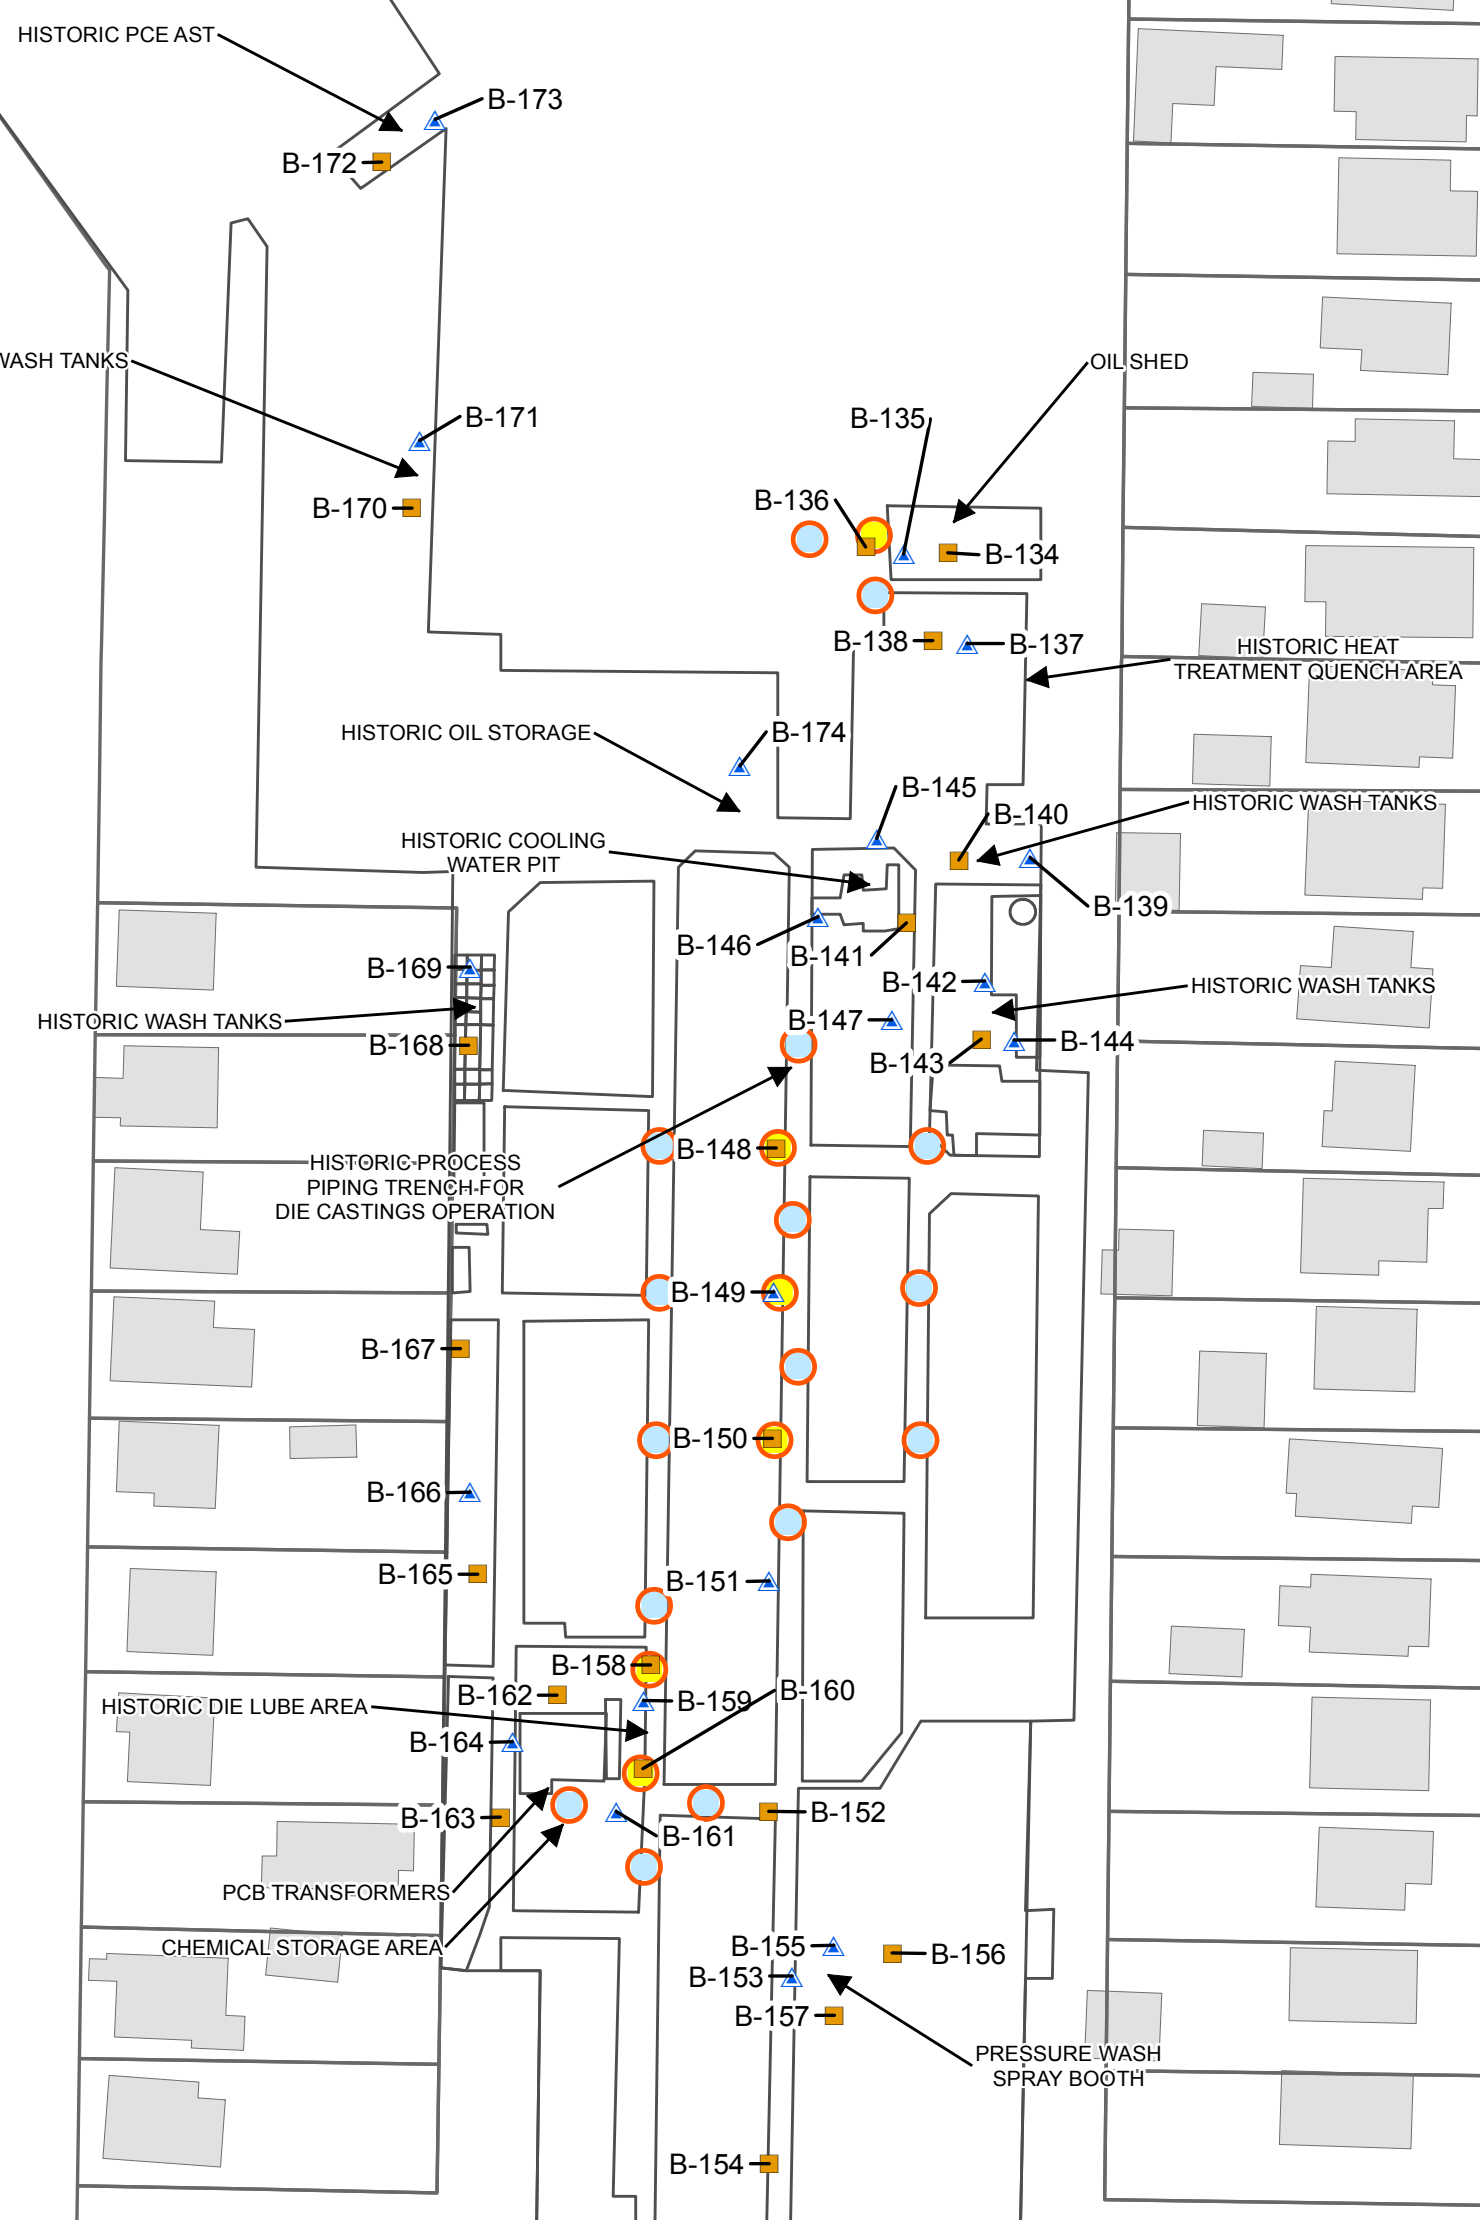 HISTORIC PCE AST
B-173
B-172
WASH TANKS
OIL SHED
B-171
B-135
B-170
B-136
B-134
B-138
B-137
HISTORIC HEAT
TREATMENT QUENCH AREA
HISTORIC OIL STORAGE
B-174
B-145
B-140
HISTORIC WASH TANKS
HISTORIC COOLING
WATER PIT
B-139
B-146
B-141
B-169
B-142
HISTORIC WASH TANKS
HISTORIC WASH TANKS
B-147
B-168
B-143
B-144
B-148
HISTORIC PROCESS
PIPING TRENCH FOR
DIE CASTINGS OPERATION
B-149
B-167
B-150
B-166
B-165
B-151
B-158
B-162
B-159
B-160
HISTORIC DIE LUBE AREA
B-164
B-163
B-152
B-161
PCB TRANSFORMERS
CHEMICAL STORAGE AREA
B-155
B-156
B-153
B-157
PRESSURE WASH
SPRAY BOOTH
B-154